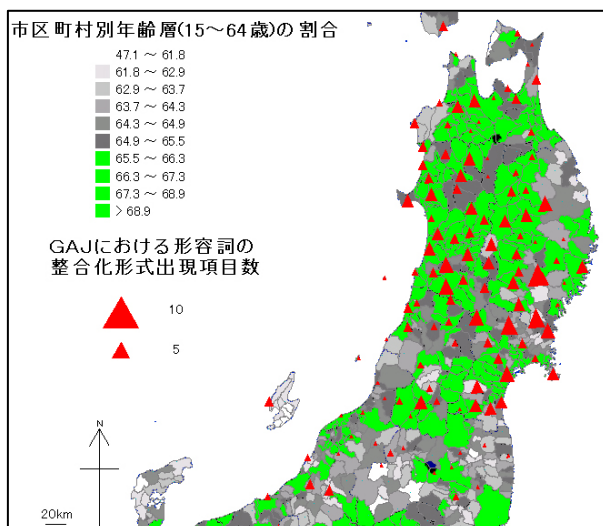 市区町村別年齢層(15～64歳)の割合
47.1 ～ 61.8
61.8 ～ 62.9
62.9 ～ 63.7
63.7 ～ 64.3
64.3 ～ 64.9
64.9 ～ 65.5
65.5 ～ 66.3
66.3 ～ 67.3
67.3 ～ 68.9
> 68.9
GAJにおける形容詞の
整合化形式出現項目数
10
5
N
20km